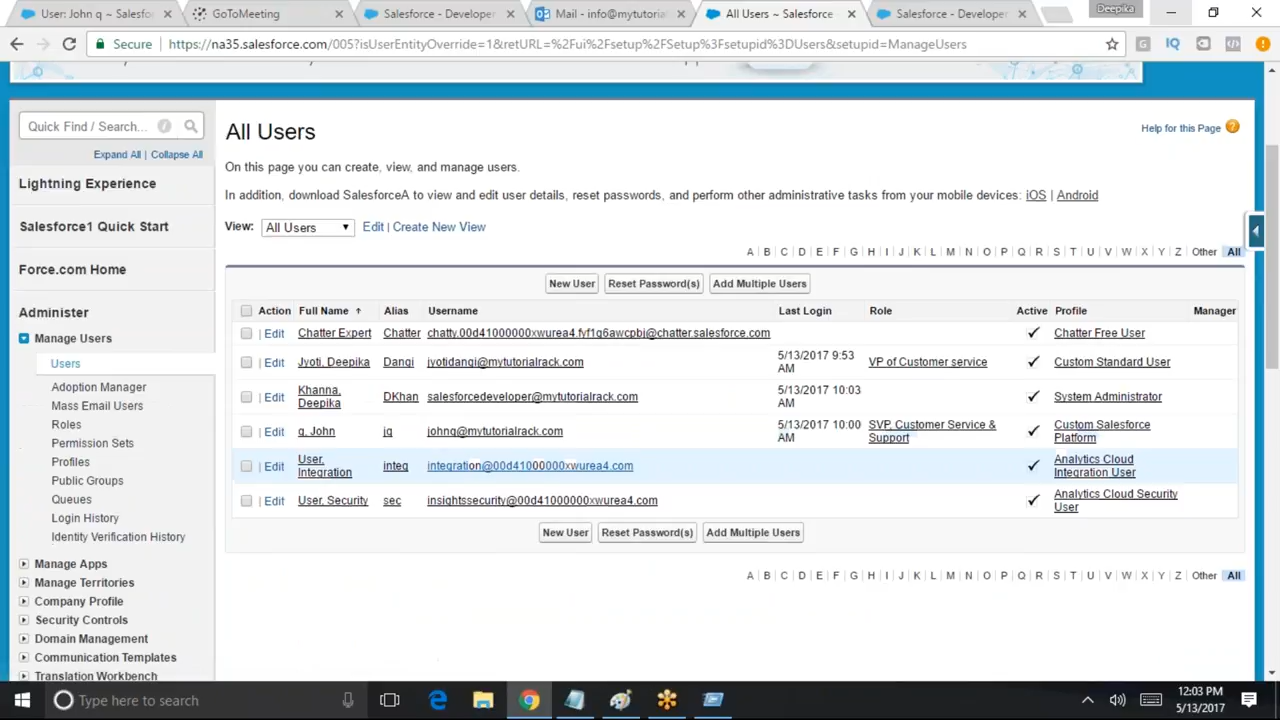 User: John q ~ Salesfo
GoToMeeting
Salesforce - Develope
Mail - info@mytutorial
All Users ~ Salesforce
Salesforce - Develope
Deepika
Secure
https://na35.salesforce.com/005?isUserEntityOverride=1&retURL=%2Fui%2Fsetup%2FSetup%3Fsetupid%3DUsers&setupid=ManageUsers
Quick Find / Search...
Expand All | Collapse All
Lightning Experience
Salesforce1 Quick Start
Force.com Home
Administer
Manage Users
Users
Adoption Manager
Mass Email Users
Roles
Permission Sets
Profiles
Public Groups
Queues
Login History
Identity Verification History
Manage Apps
Manage Territories
Company Profile
Security Controls
Domain Management
Communication Templates
Translation Workbench
All Users
Help for this Page
On this page you can create, view, and manage users.
In addition, download SalesforceA to view and edit user details, reset passwords, and perform other administrative tasks from your mobile devices: iOS | Android
View: All Users Edit | Create New View
A B C D E F G H I J K L M N O P Q R S T U V W X Y Z Other All
New User Reset Password(s) Add Multiple Users
Action Full Name Alias Username Last Login Role Active Profile Manager
Edit Chatter Expert Chatter chatty.00d41000000xwurea4.fyf1q6awcpbj@chatter.salesforce.com Chatter Free User
Edit Jyoti, Deepika Dangi jyotidangi@mytutorialrack.com 5/13/2017 9:53 AM VP of Customer service Custom Standard User
Edit Khanna, Deepika DKhan salesforcedeveloper@mytutorialrack.com 5/13/2017 10:03 AM System Administrator
Edit q, John jq johnq@mytutorialrack.com 5/13/2017 10:00 AM SVP, Customer Service & Support Custom Salesforce Platform
Edit User, Integration integ integration@00d41000000xwurea4.com Analytics Cloud Integration User
Edit User, Security sec insightssecurity@00d41000000xwurea4.com Analytics Cloud Security User
New User Reset Password(s) Add Multiple Users
A B C D E F G H I J K L M N O P Q R S T U V W X Y Z Other All
Type here to search
12:03 PM
5/13/2017